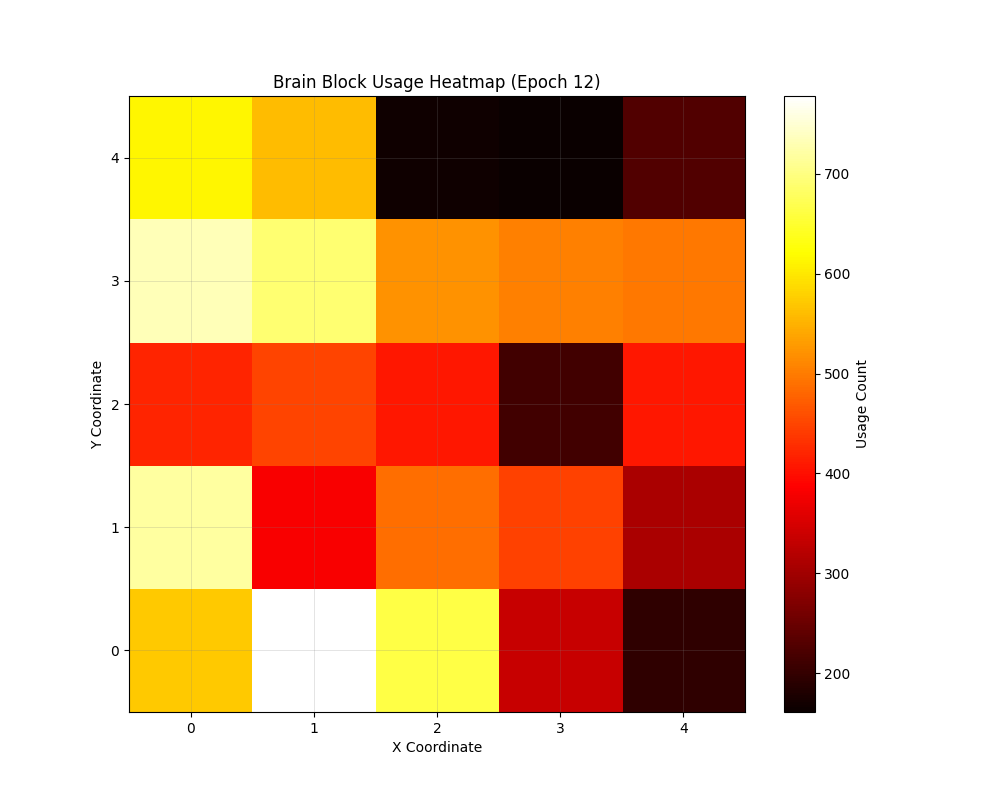 Brain Block Usage Heatmap (Epoch 12)
4
3
2
1
0
Y Coordinate
0 1 2 3 4
X Coordinate
700
600
500
400
300
200
Usage Count